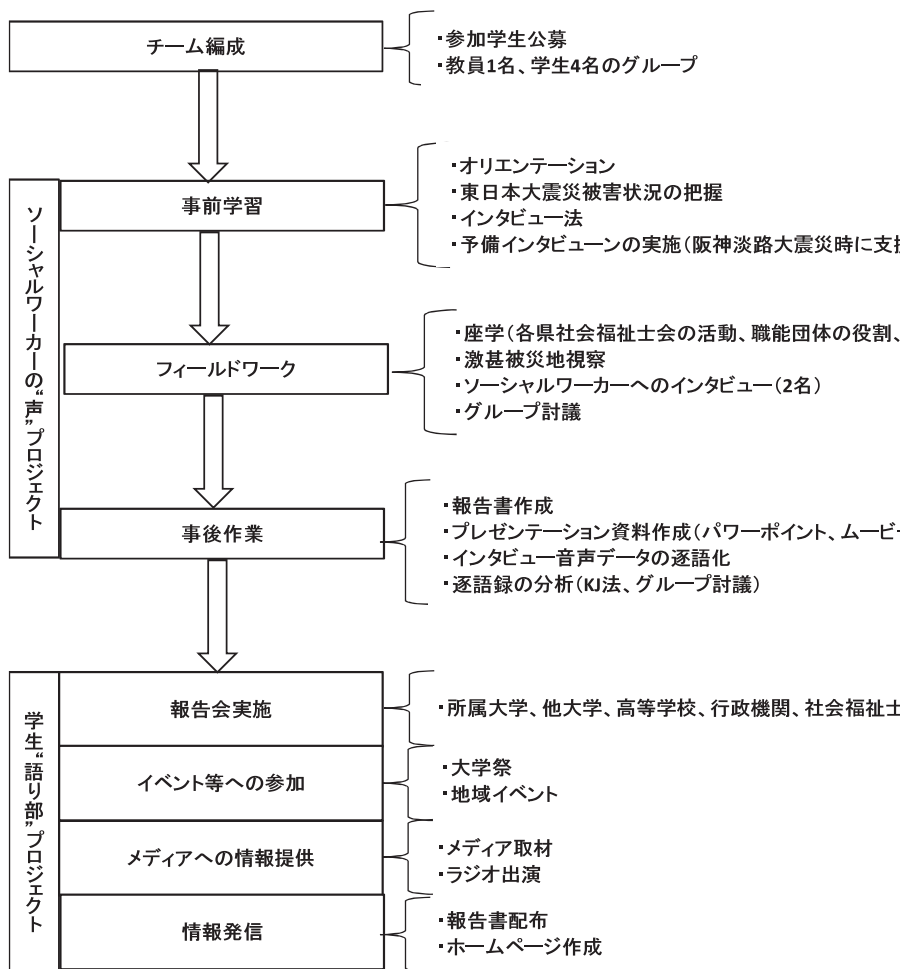 チーム編成
・参加学生公募
・教員1名、学生4名のグループ
ソーシャルワーカーの“声”プロジェクト
事前学習
・オリエンテーション
・東日本大震災被害状況の把握
・インタビュー法
・予備インタビューンの実施(阪神淡路大震災時に支援
フィールドワーク
・座学(各県社会福祉士会の活動、職能団体の役割、
・激甚被災地視察
・ソーシャルワーカーへのインタビュー(2名)
・グループ討議
事後作業
・報告書作成
・プレゼンテーション資料作成(パワーポイント、ムービー
・インタビュー音声データの逐語化
・逐語録の分析(KJ法、グループ討議)
学生“語り部”プロジェクト
報告会実施
・所属大学、他大学、高等学校、行政機関、社会福祉士
イベント等への参加
・大学祭
・地域イベント
メディアへの情報提供
・メディア取材
・ラジオ出演
情報発信
・報告書配布
・ホームページ作成